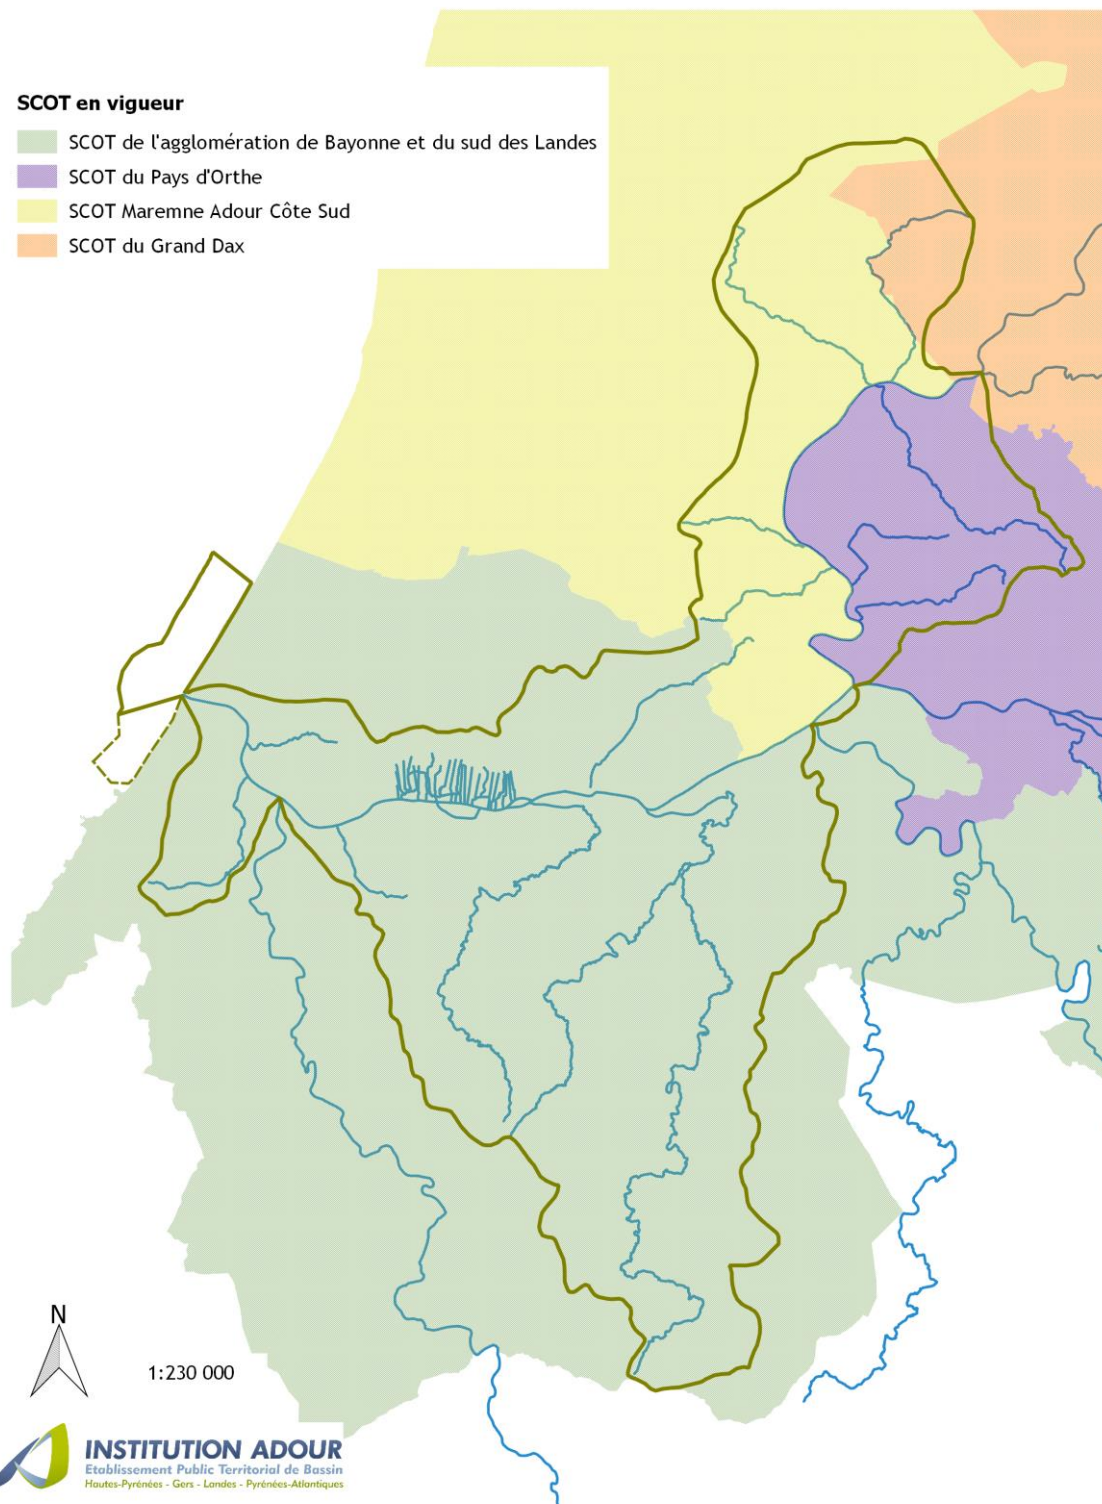 SCOT en vigueur
SCOT de l'agglomération de Bayonne et du sud des Landes
SCOT du Pays d'Orthe
SCOT Maremne Adour Côte Sud
SCOT du Grand Dax
N
1:230 000
INSTITUTION ADOUR
Etablissement Public Territorial de Bassin
Hautes-Pyrénées - Gers - Landes - Pyrénées-Atlantiques